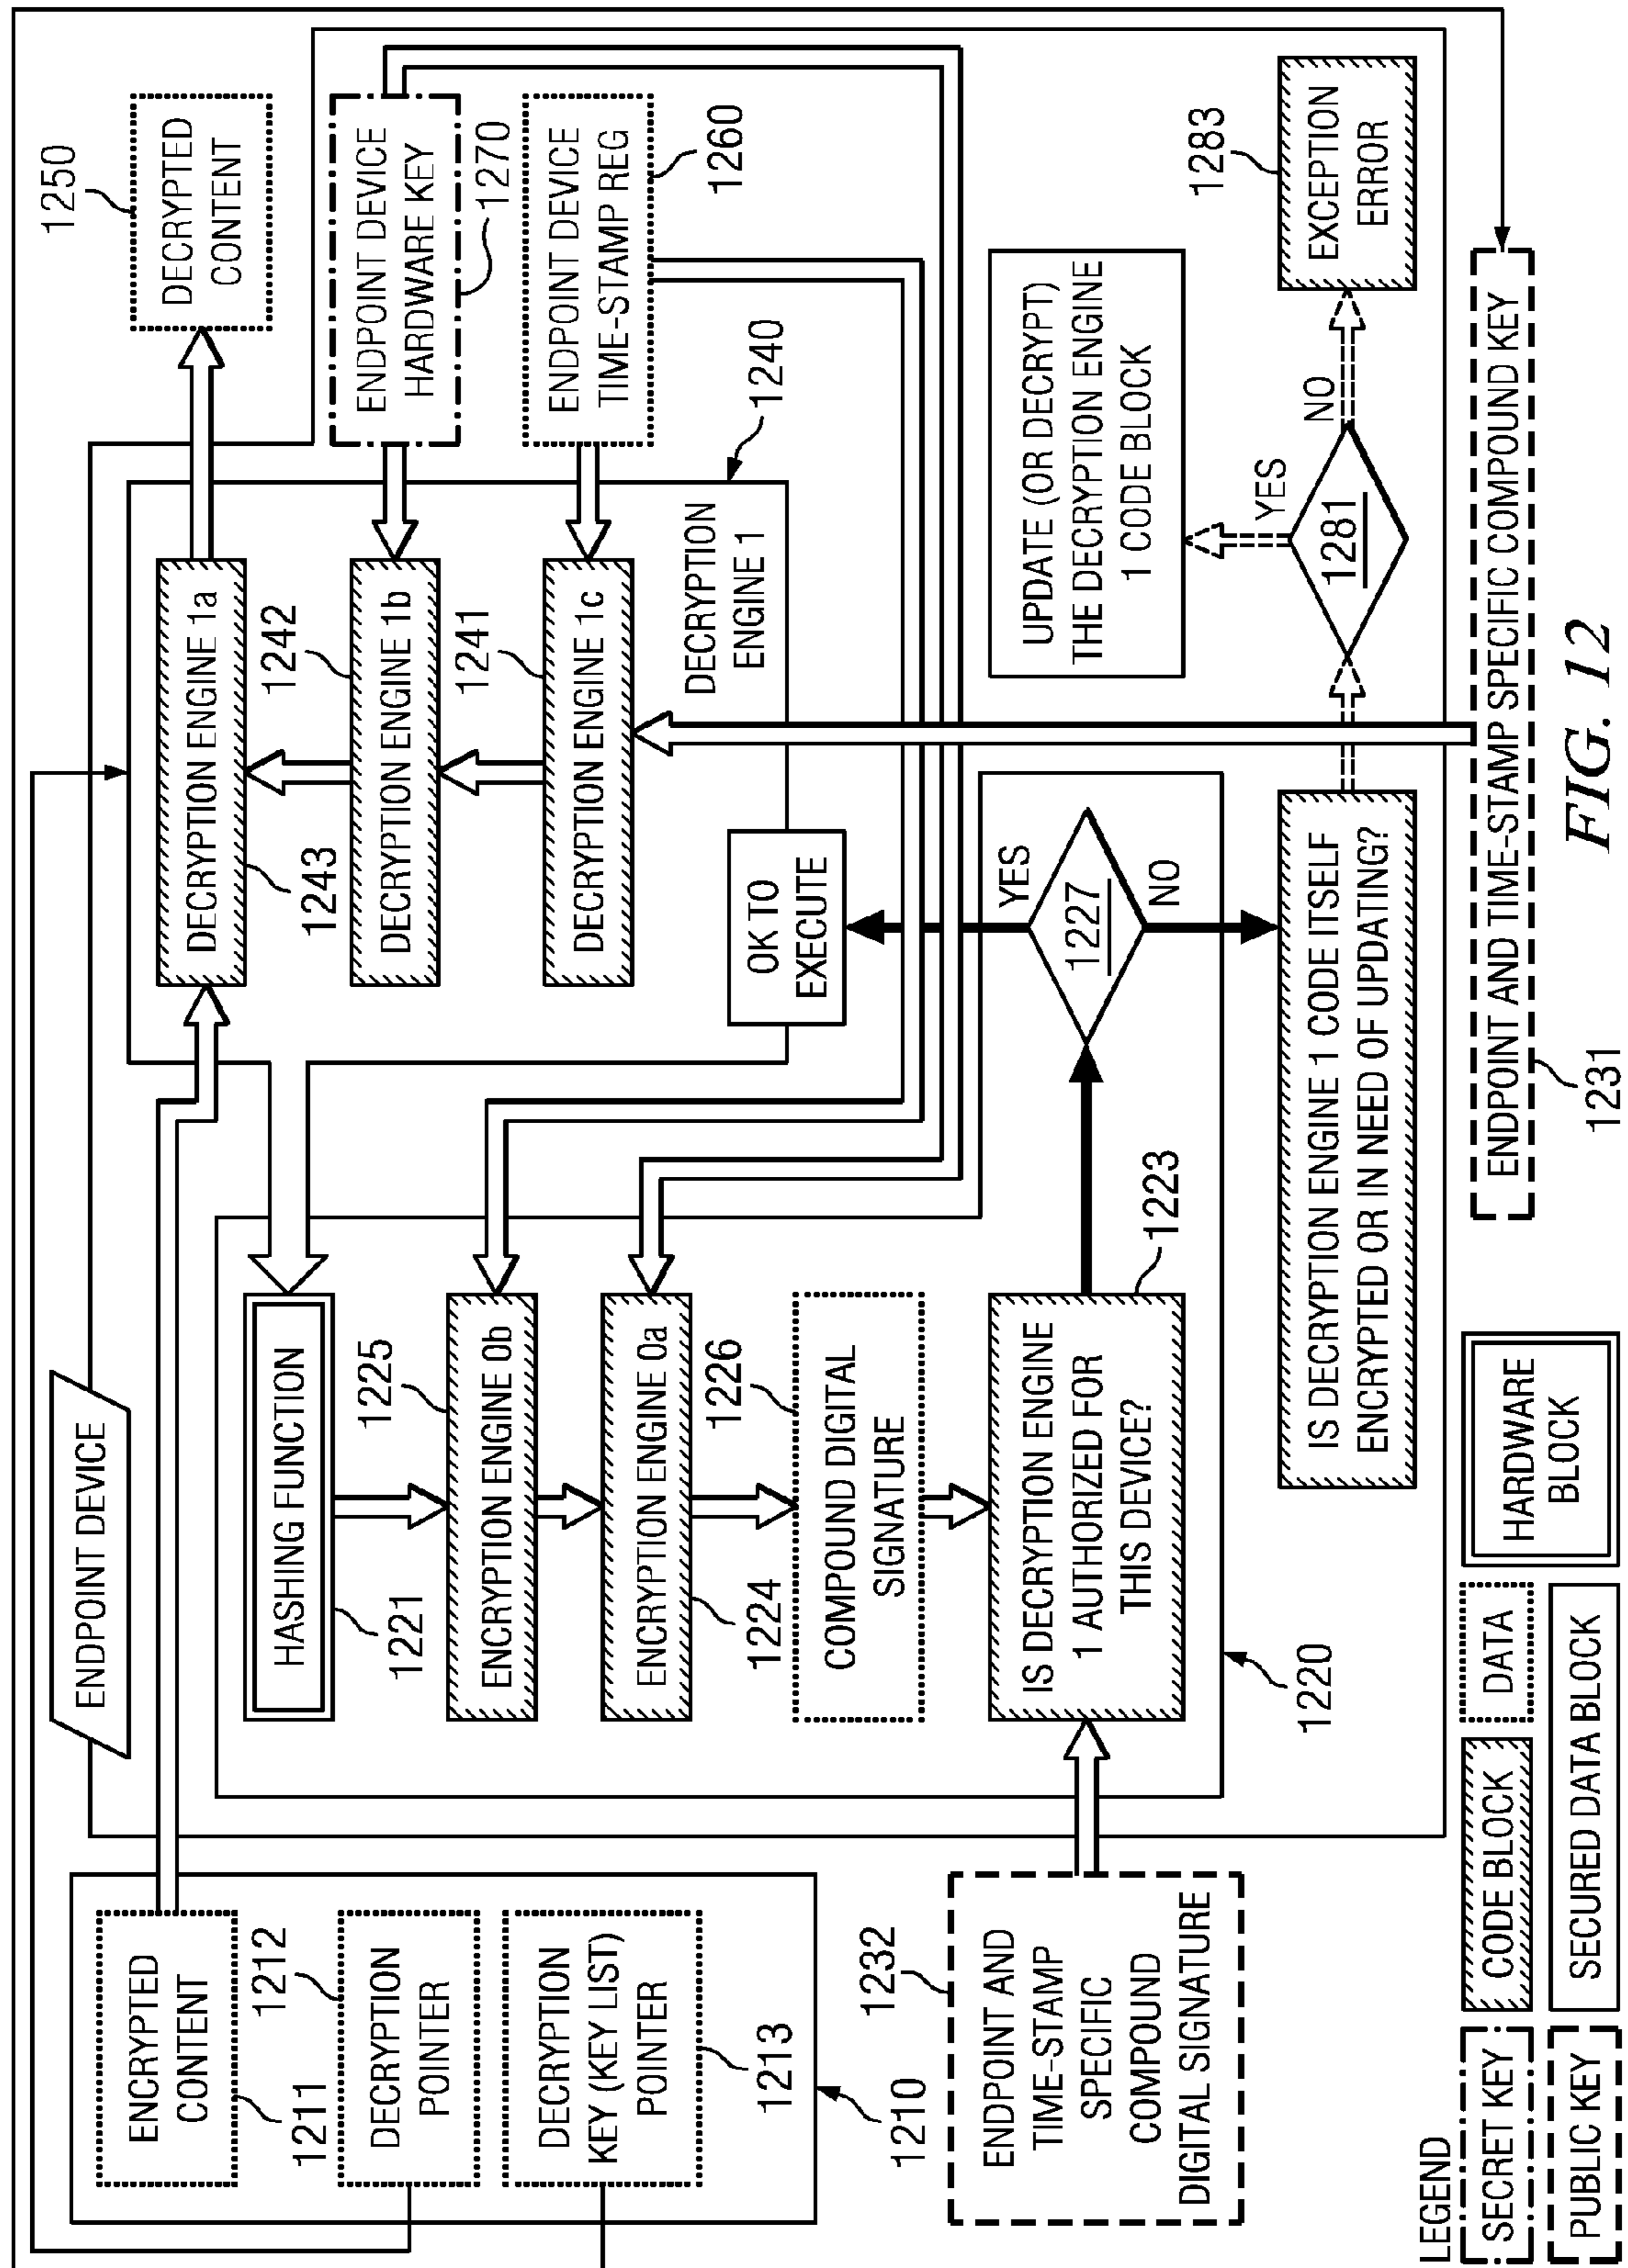 ENDPOINT DEVICE
1210
ENCRYPTED
CONTENT
1211
1212
DECRYPTION
POINTER
DECRYPTION
KEY (KEY LIST)
POINTER
1213
1232
ENDPOINT AND
TIME-STAMP
SPECIFIC
COMPOUND
DIGITAL SIGNATURE
1220
HASHING FUNCTION
1221
1225
ENCRYPTION ENGINE 0b
ENCRYPTION ENGINE 0a
1224
1226
COMPOUND DIGITAL
SIGNATURE
IS DECRYPTION ENGINE
1 AUTHORIZED FOR
THIS DEVICE?
1223
1227
YES
NO
OK TO
EXECUTE
DECRYPTION ENGINE 1a
1243
1242
DECRYPTION ENGINE 1b
1241
DECRYPTION ENGINE 1c
DECRYPTION
ENGINE 1
1240
1250
DECRYPTED
CONTENT
ENDPOINT DEVICE
HARDWARE KEY
1270
ENDPOINT DEVICE
TIME-STAMP REG
1260
UPDATE (OR DECRYPT)
THE DECRYPTION ENGINE
1 CODE BLOCK
IS DECRYPTION ENGINE 1 CODE ITSELF
ENCRYPTED OR IN NEED OF UPDATING?
1281
YES
NO
1283
EXCEPTION
ERROR
ENDPOINT AND TIME-STAMP SPECIFIC COMPOUND KEY
1231
LEGEND
SECRET KEY
CODE BLOCK
DATA
HARDWARE
BLOCK
PUBLIC KEY
SECURED DATA BLOCK
FIG. 12